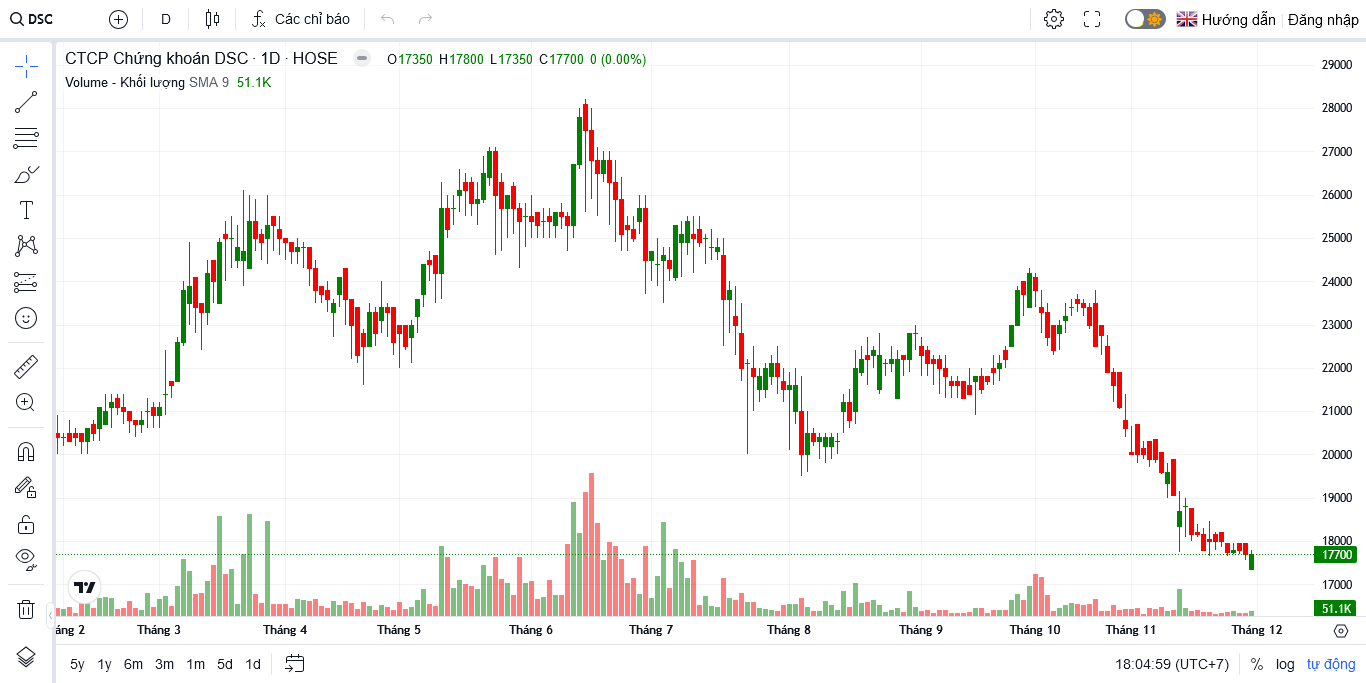 DSC D Các chỉ báo Hướng dẫn Đăng nhập
CTCP Chứng khoán DSC · 1D · HOSE O17350 H17800 L17350 C17700 0 (0.00%)
Volume - Khối lượng SMA 9 51.1K
29000
28000
27000
26000
25000
24000
23000
22000
21000
20000
19000
18000
17700
17000
51.1K
áng 2 Tháng 3 Tháng 4 Tháng 5 Tháng 6 Tháng 7 Tháng 8 Tháng 9 Tháng 10 Tháng 11 Tháng 12
5y 1y 6m 3m 1m 5d 1d 18:04:59 (UTC+7) % log tự động